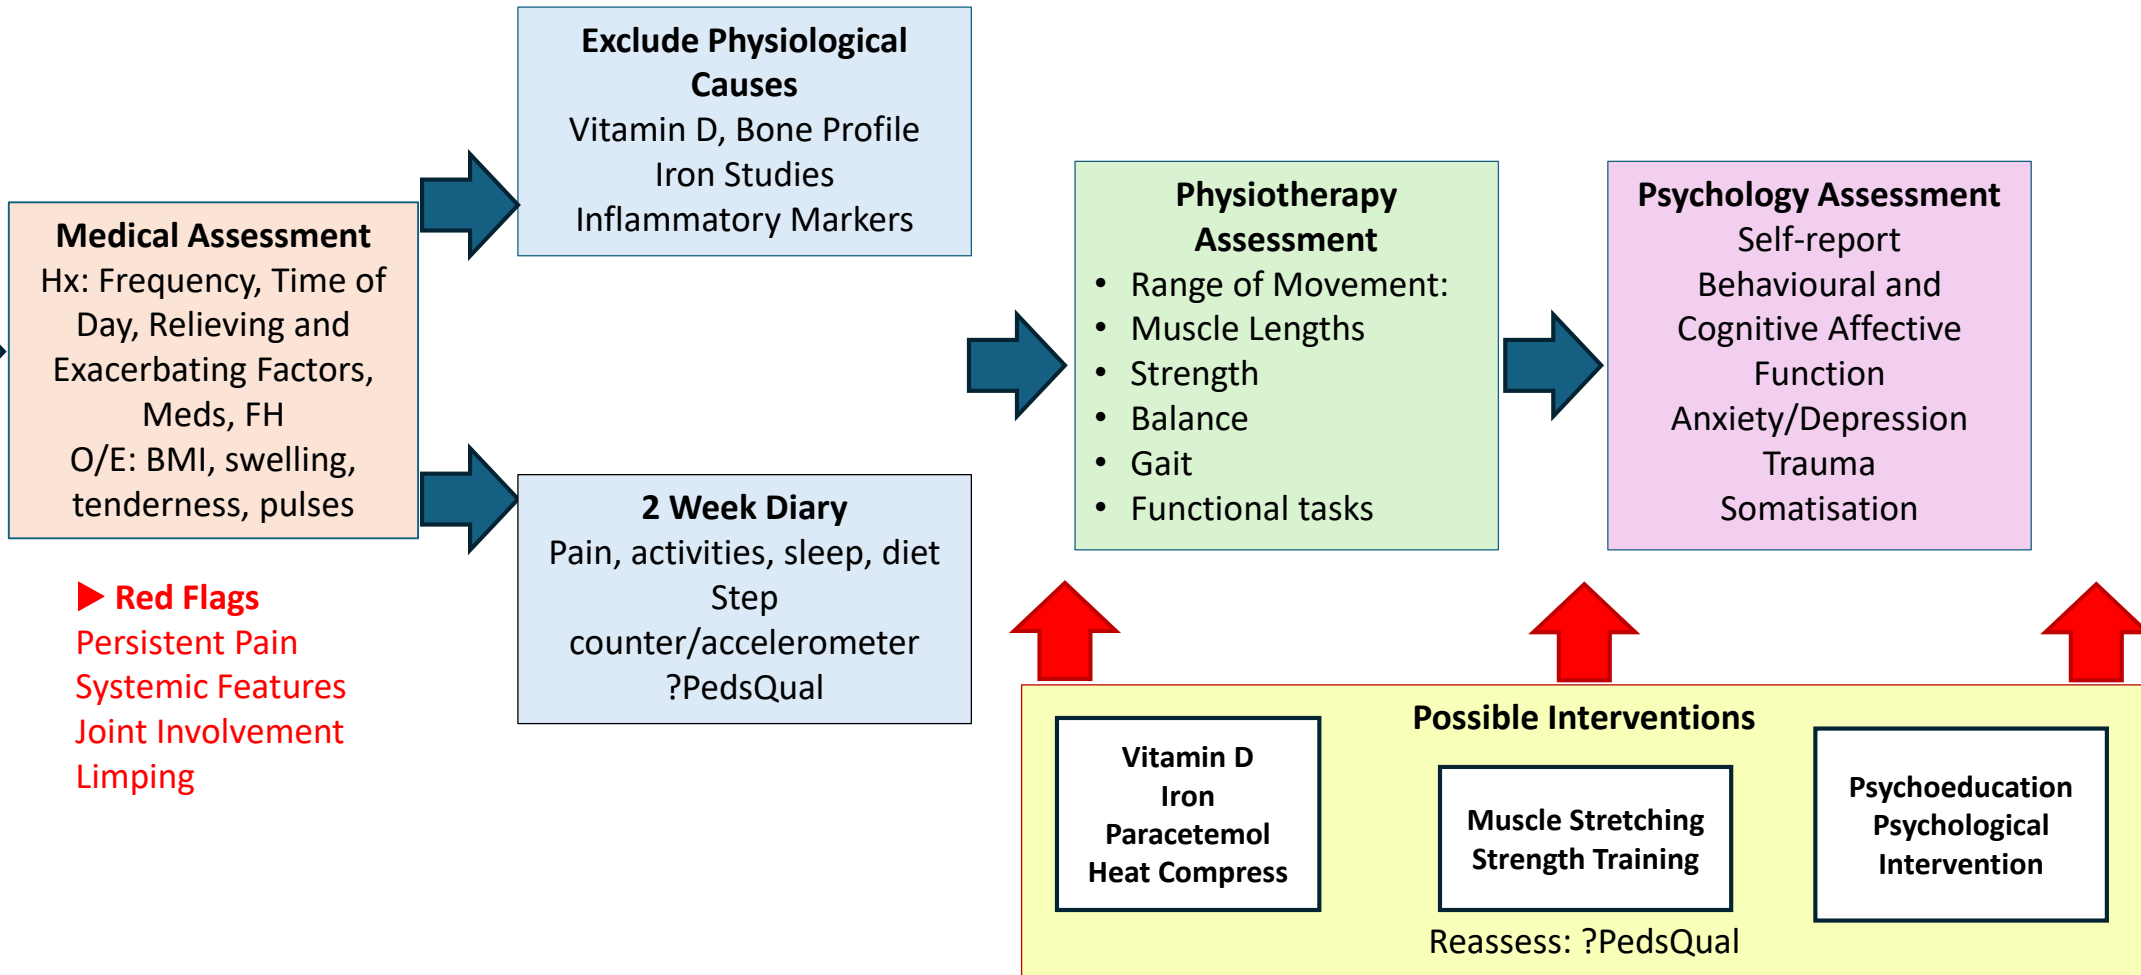 Medical Assessment
Hx: Frequency, Time of
Day, Relieving and
Exacerbating Factors,
Meds, FH
O/E: BMI, swelling,
tenderness, pulses
▶ Red Flags
Persistent Pain
Systemic Features
Joint Involvement
Limping
Exclude Physiological
Causes
Vitamin D, Bone Profile
Iron Studies
Inflammatory Markers
2 Week Diary
Pain, activities, sleep, diet
Step
counter/accelerometer
?PedsQual
Physiotherapy
Assessment
• Range of Movement:
• Muscle Lengths
• Strength
• Balance
• Gait
• Functional tasks
Psychology Assessment
Self-report
Behavioural and
Cognitive Affective
Function
Anxiety/Depression
Trauma
Somatisation
Possible Interventions
Vitamin D
Iron
Paracetemol
Heat Compress
Muscle Stretching
Strength Training
Psychoeducation
Psychological
Intervention
Reassess: ?PedsQual